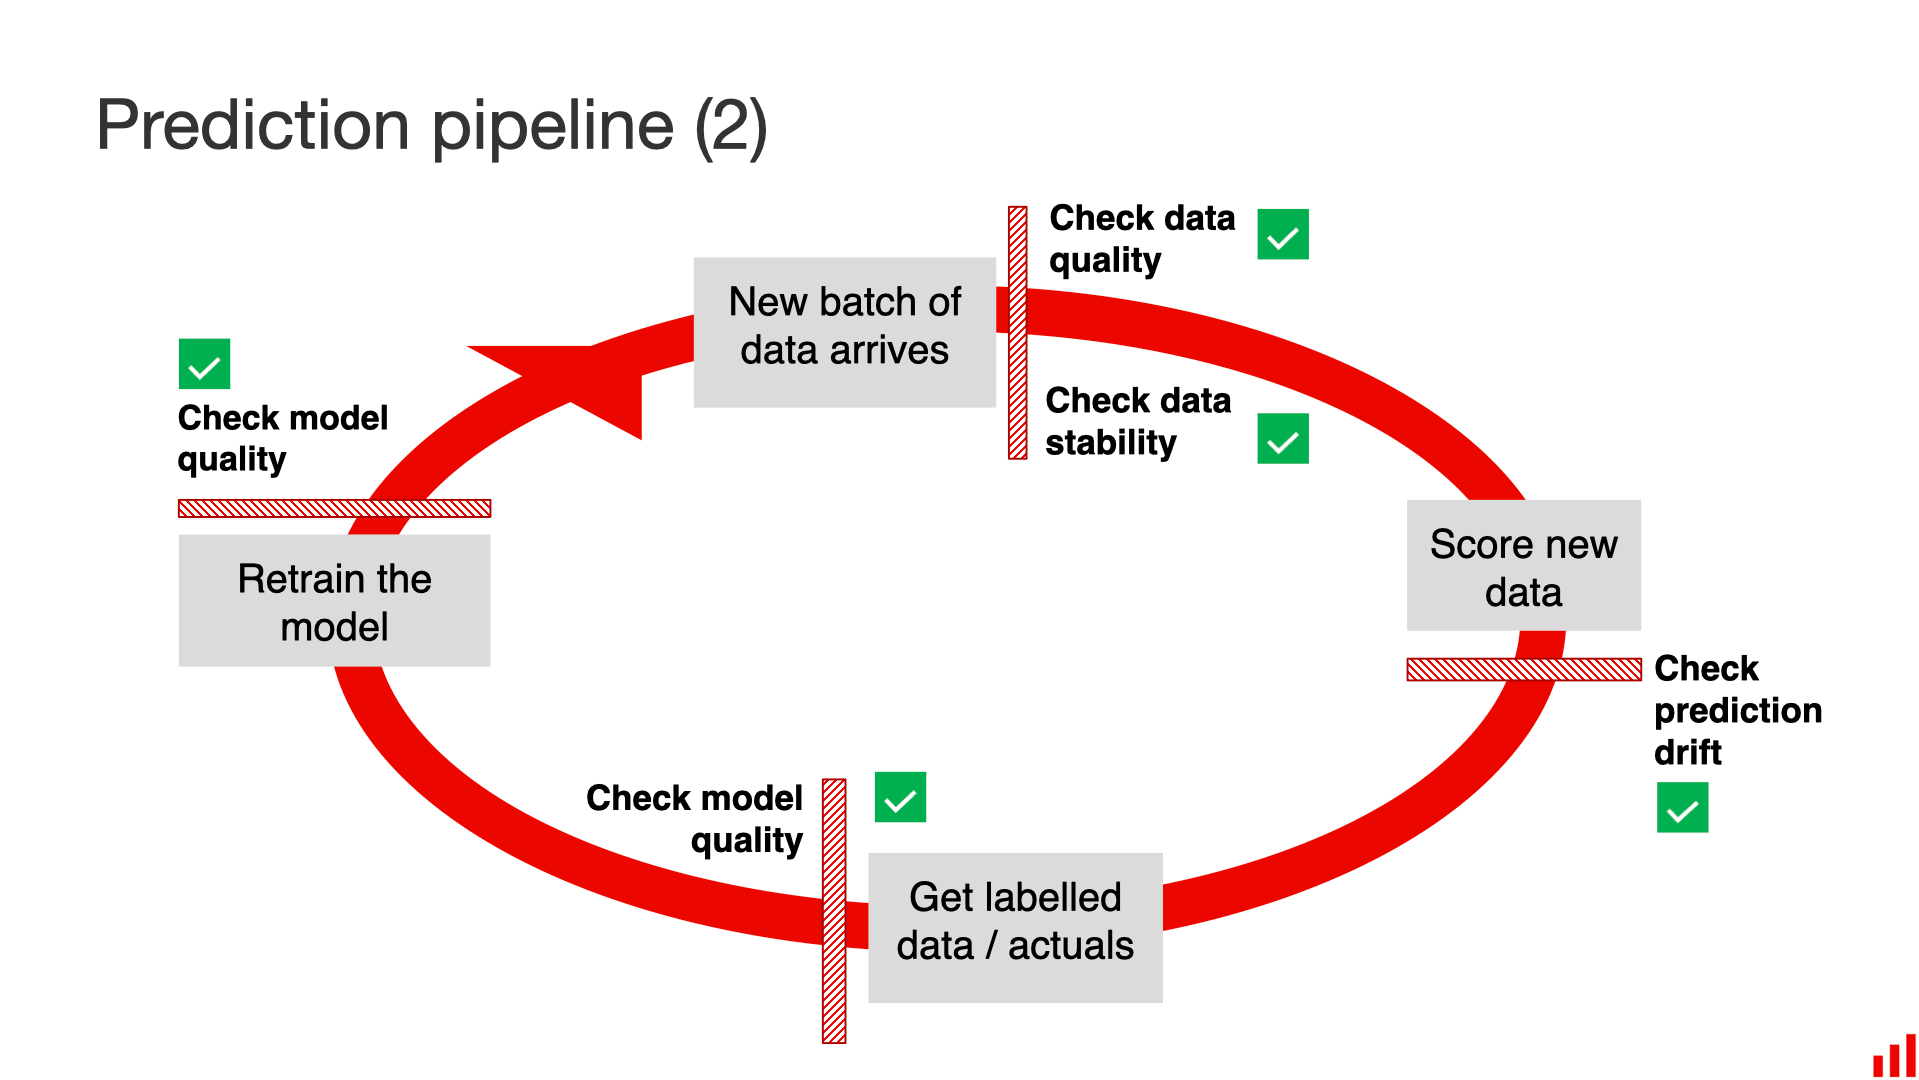 Prediction pipeline (2)
Check data
quality
New batch of
data arrives
Check data
stability
Check model
quality
Score new
data
Retrain the
model
Check
prediction
drift
Check model
quality
Get labelled
data / actuals